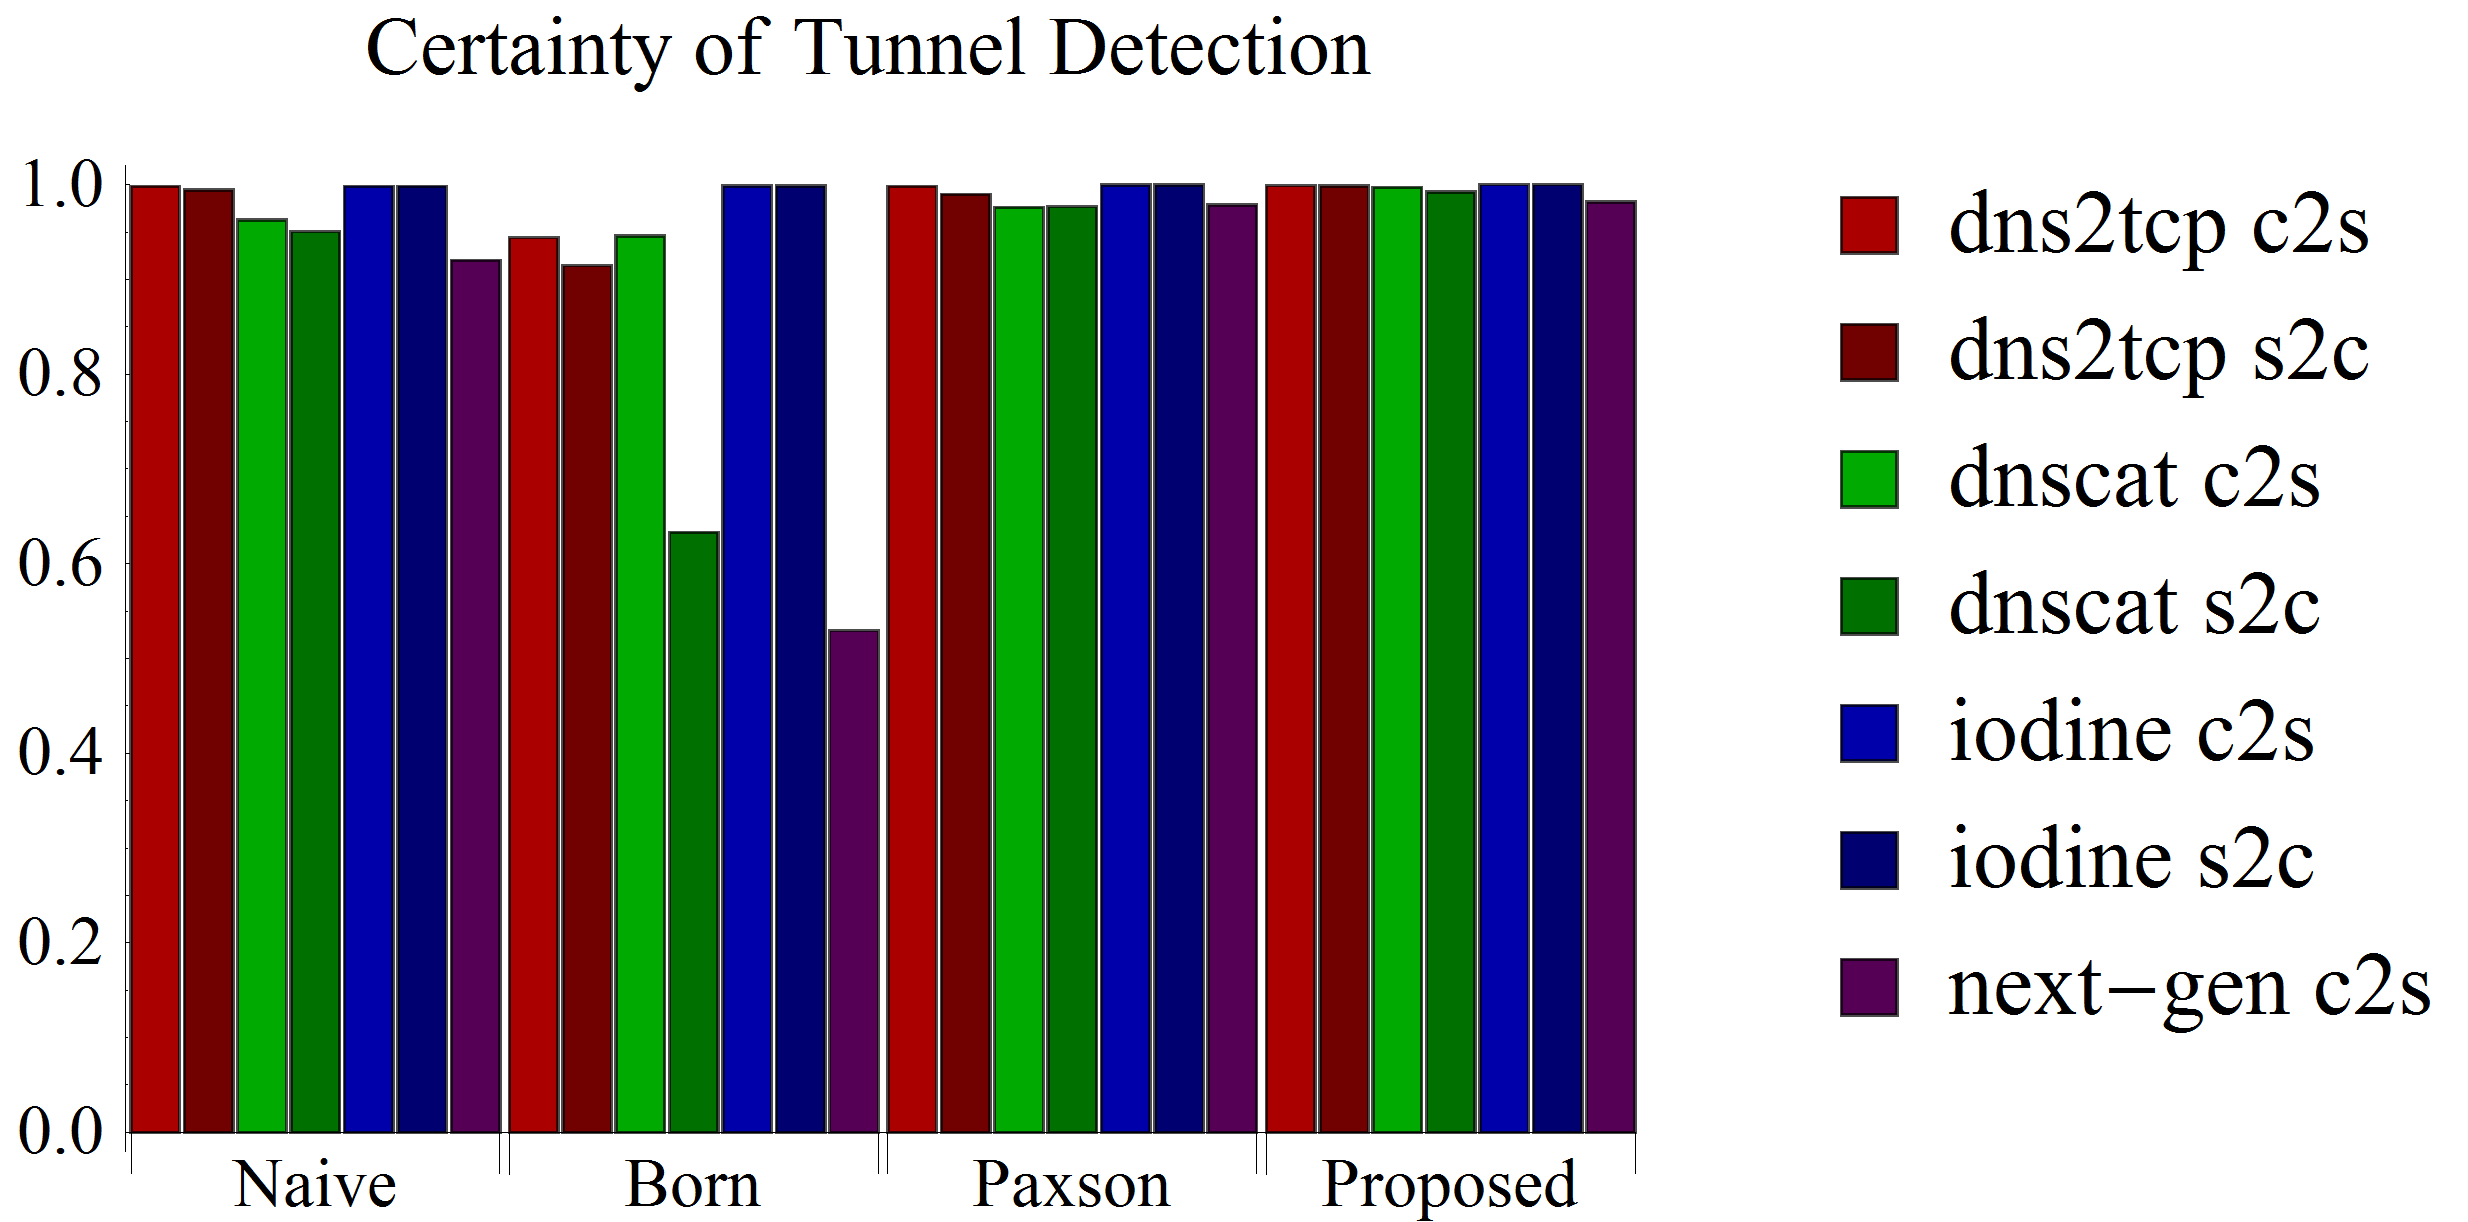 Certainty of Tunnel Detection
1.0
0.8
0.6
0.4
0.2
0.0
Naive
Born
Paxson
Proposed
dns2tcp c2s
dns2tcp s2c
dnscat c2s
dnscat s2c
iodine c2s
iodine s2c
next−gen c2s